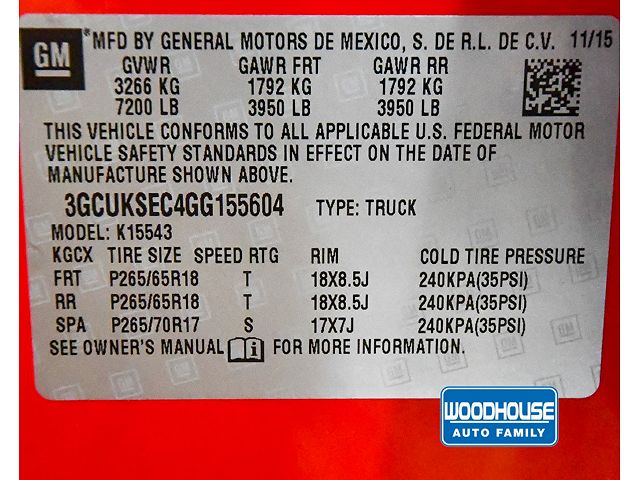 GM *MFD BY GENERAL MOTORS DE MEXICO, S. DE R.L. DE C.V. 11/15
GVWR GAWR FRT GAWR RR
3266 KG 1792 KG 1792 KG
7200 LB 3950 LB 3950 LB
THIS VEHICLE CONFORMS TO ALL APPLICABLE U.S. FEDERAL MOTOR
VEHICLE SAFETY STANDARDS IN EFFECT ON THE DATE OF
MANUFACTURE SHOWN ABOVE.
3GCUKSEC4GG155604 TYPE: TRUCK
MODEL: K15543
KGCX TIRE SIZE SPEED RTG RIM COLD TIRE PRESSURE
FRT P265/65R18 T 18X8.5J 240KPA(35PSI)
RR P265/65R18 T 18X8.5J 240KPA(35PSI)
SPA P265/70R17 S 17X7J 240KPA(35PSI)
SEE OWNER'S MANUAL i FOR MORE INFORMATION.
WOODHOUSE
AUTO FAMILY